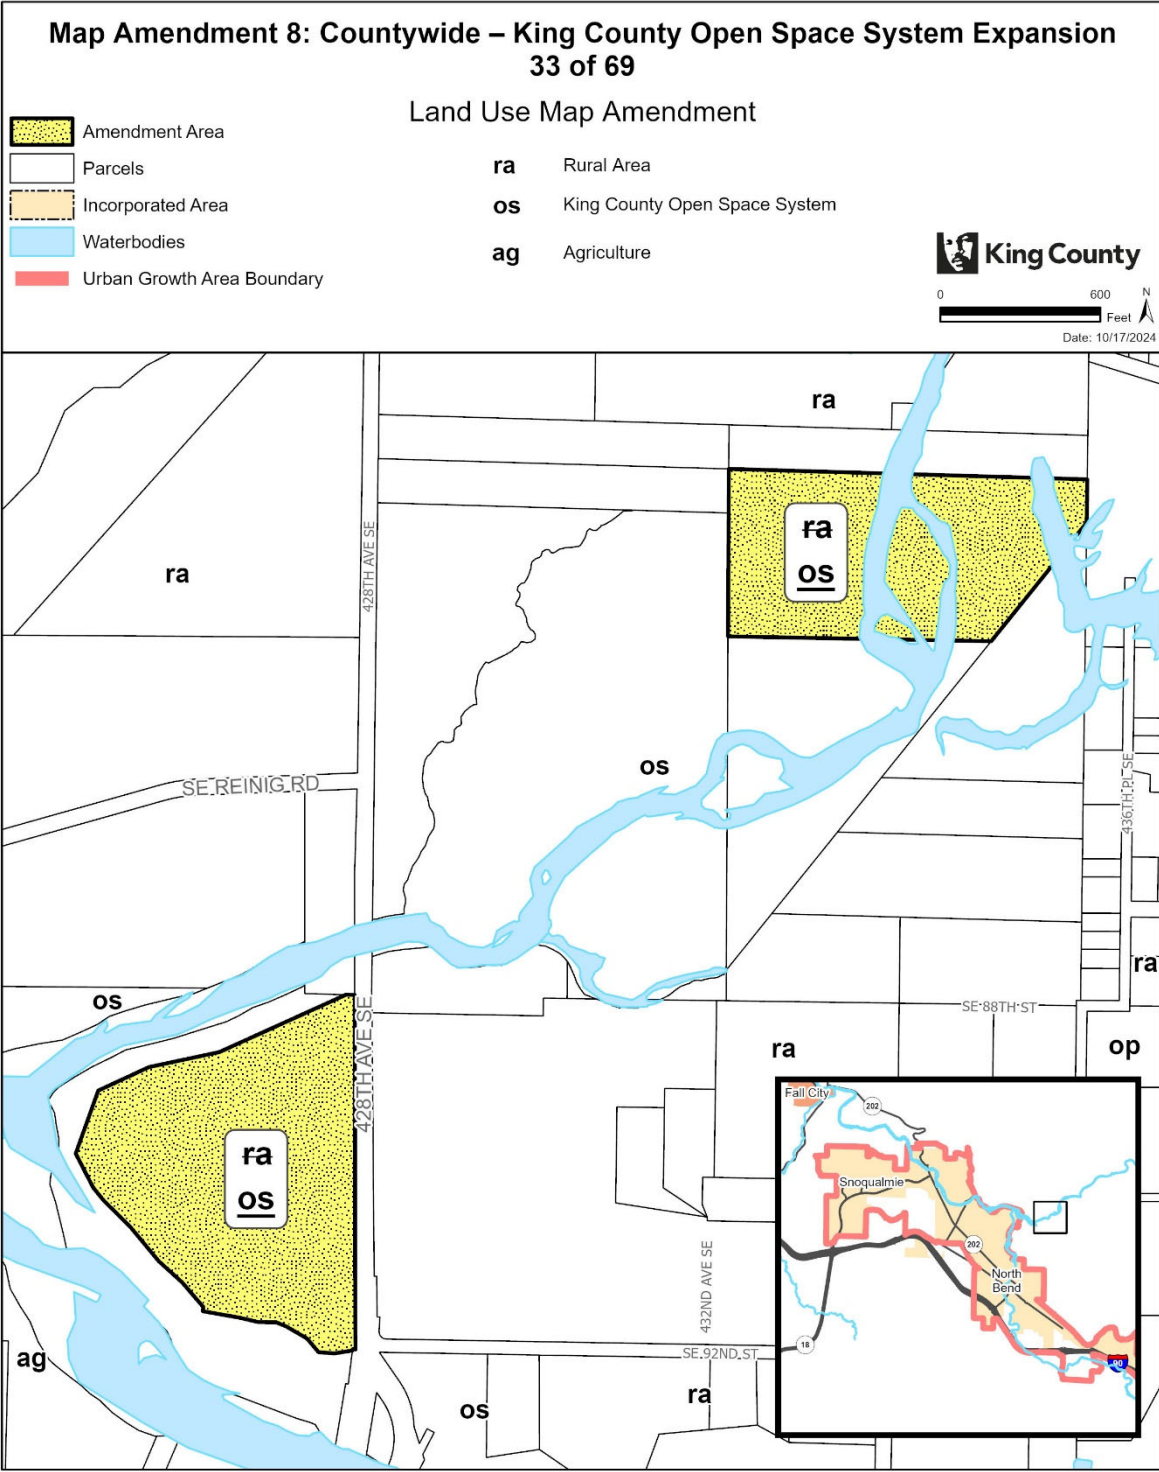 Map Amendment 8: Countywide – King County Open Space System Expansion
33 of 69
Land Use Map Amendment
Amendment Area
Parcels
Incorporated Area
Waterbodies
Urban Growth Area Boundary
ra Rural Area
os King County Open Space System
ag Agriculture
King County
0 600
Feet
N
Date: 10/17/2024
ra
ra
os
428TH AVE SE
ra
os
SE REINIG RD
436TH PL SE
ra
os
SE 88TH ST
428TH AVE SE
ra
op
ra
os
432ND AVE SE
SE 92ND ST
ag
os
ra
Fall City
202
Snoqualmie
202
North
Bend
18
90